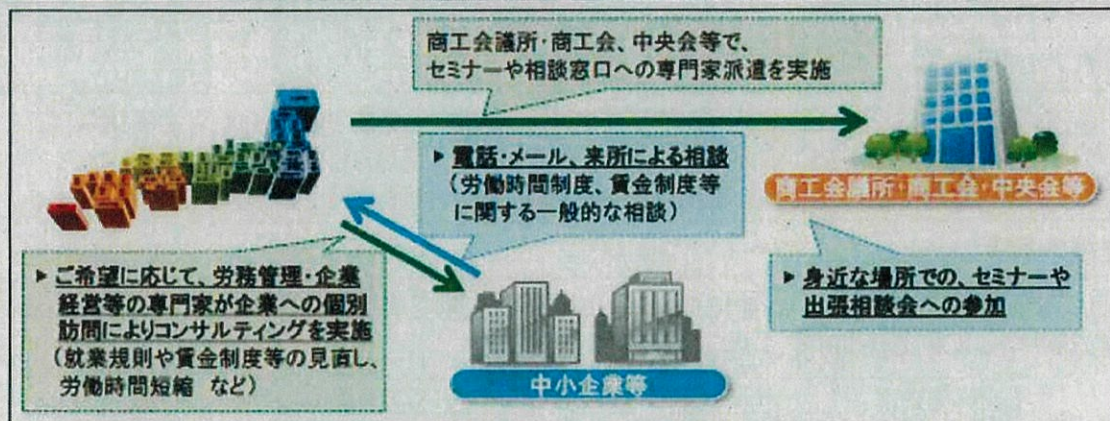 商工会議所・商工会、中央会等で、
セミナーや相談窓口への専門家派遣を実施
▶ 電話・メール、来所による相談
(労働時間制度、賃金制度等
に関する一般的な相談)
商工会議所・商工会・中央会等
▶ ご希望に応じて、労務管理・企業
経営等の専門家が企業への個別
訪問によりコンサルティングを実施
(就業規則や賃金制度等の見直し、
労働時間短縮 など)
▶ 身近な場所での、セミナーや
出張相談会への参加
中小企業等